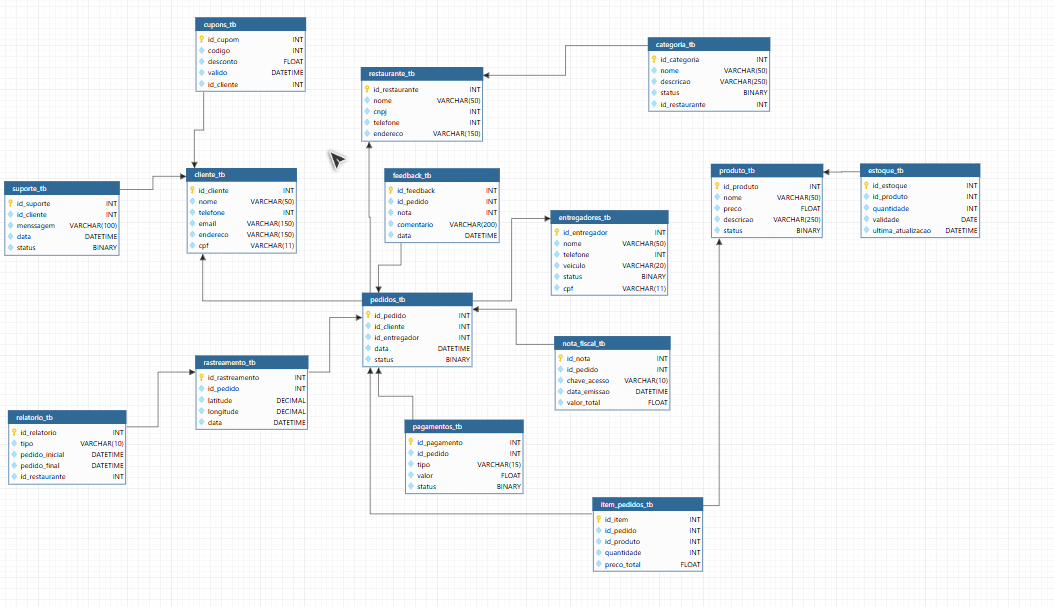 cupons_tb
id_cupom INT
codigo INT
desconto FLOAT
valido DATETIME
id_cliente INT
restaurante_tb
id_restaurante INT
nome VARCHAR(50)
cnpj INT
telefone INT
endereco VARCHAR(150)
categoria_tb
id_categoria INT
nome VARCHAR(50)
descricao VARCHAR(250)
status BINARY
id_restaurante INT
suporte_tb
id_suporte INT
id_cliente INT
menssagem VARCHAR(100)
data DATETIME
status BINARY
cliente_tb
id_cliente INT
nome VARCHAR(50)
telefone INT
email VARCHAR(150)
endereco VARCHAR(150)
cpf VARCHAR(11)
feedback_tb
id_feedback INT
id_pedido INT
nota INT
comentario VARCHAR(200)
data DATETIME
entregadores_tb
id_entregador INT
nome VARCHAR(50)
telefone INT
veiculo VARCHAR(20)
status BINARY
cpf VARCHAR(11)
produto_tb
id_produto INT
nome VARCHAR(50)
preco FLOAT
descricao VARCHAR(250)
status BINARY
estoque_tb
id_estoque INT
id_produto INT
quantidade INT
validade DATE
ultima_atualizacao DATETIME
pedidos_tb
id_pedido INT
id_cliente INT
id_entregador INT
data DATETIME
status BINARY
rastreamento_tb
id_rastreamento INT
id_pedido INT
latitude DECIMAL
longitude DECIMAL
data DATETIME
nota_fiscal_tb
id_nota INT
id_pedido INT
chave_acesso VARCHAR(10)
data_emissao DATETIME
valor_total FLOAT
relatorio_tb
id_relatorio INT
tipo VARCHAR(10)
pedido_inicial DATETIME
pedido_final DATETIME
id_restaurante INT
pagamentos_tb
id_pagamento INT
id_pedido INT
tipo VARCHAR(15)
valor FLOAT
status BINARY
item_pedidos_tb
id_item INT
id_pedido INT
id_produto INT
quantidade INT
preco_total FLOAT